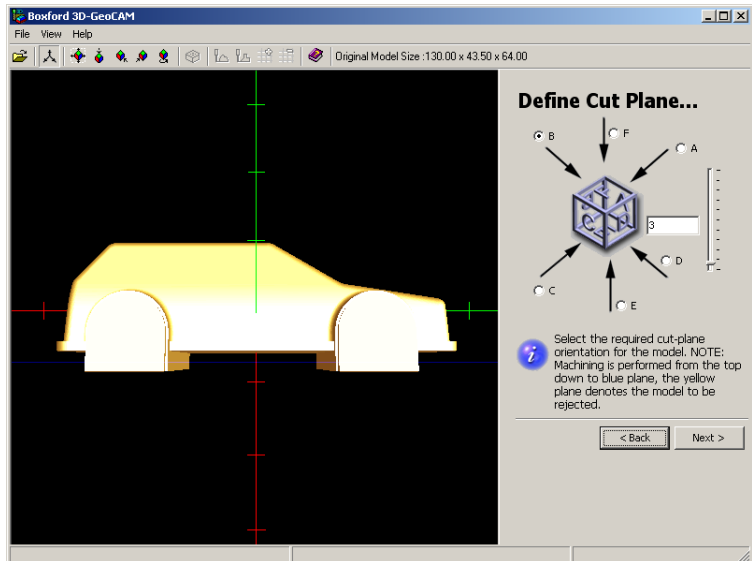 Boxford 3D-GeoCAM
File View Help
Original Model Size :130.00 x 43.50 x 64.00
Define Cut Plane...
B
F
A
3
D
C
E
Select the required cut-plane
orientation for the model. NOTE:
Machining is performed from the top
down to blue plane, the yellow
plane denotes the model to be
rejected.
< Back Next >